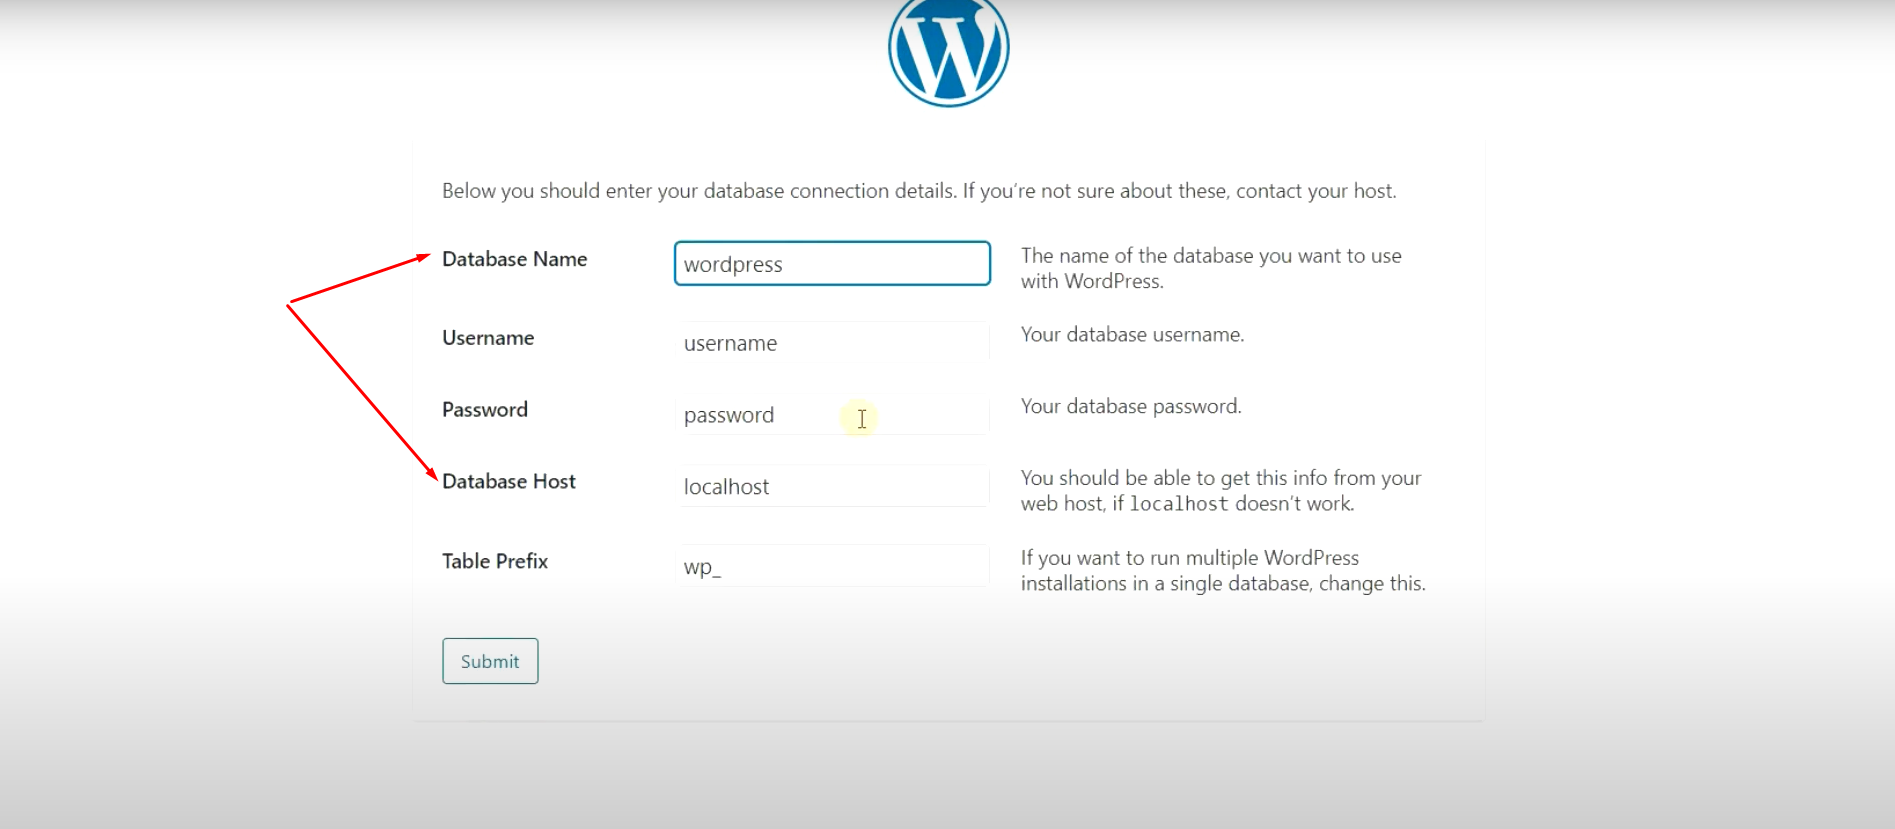 Below you should enter your database connection details. If you’re not sure about these, contact your host.
Database Name
wordpress
The name of the database you want to use
with WordPress.
Username
username
Your database username.
Password
password
Your database password.
Database Host
localhost
You should be able to get this info from your
web host, if localhost doesn’t work.
Table Prefix
wp_
If you want to run multiple WordPress
installations in a single database, change this.
Submit